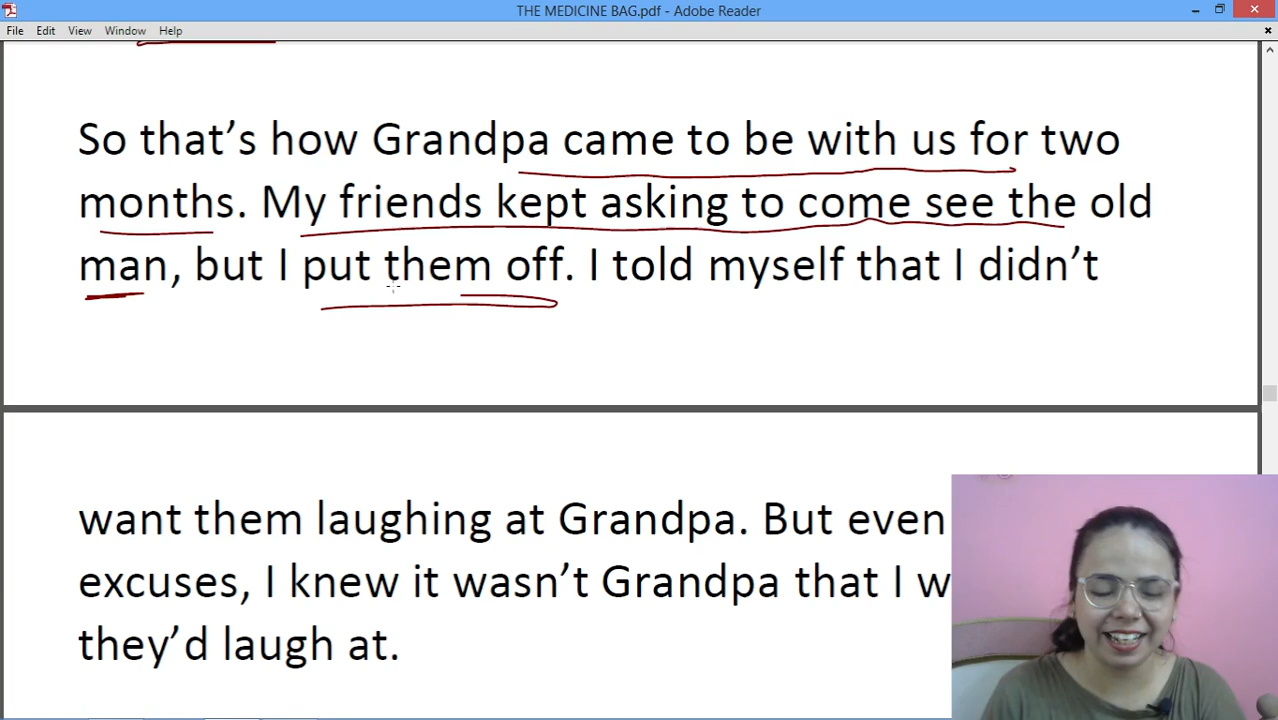 THE MEDICINE BAG.pdf - Adobe Reader
File Edit View Window Help
So that’s how Grandpa came to be with us for two
months. My friends kept asking to come see the old
man, but I put them off. I told myself that I didn’t
want them laughing at Grandpa. But even
excuses, I knew it wasn’t Grandpa that I w
they’d laugh at.